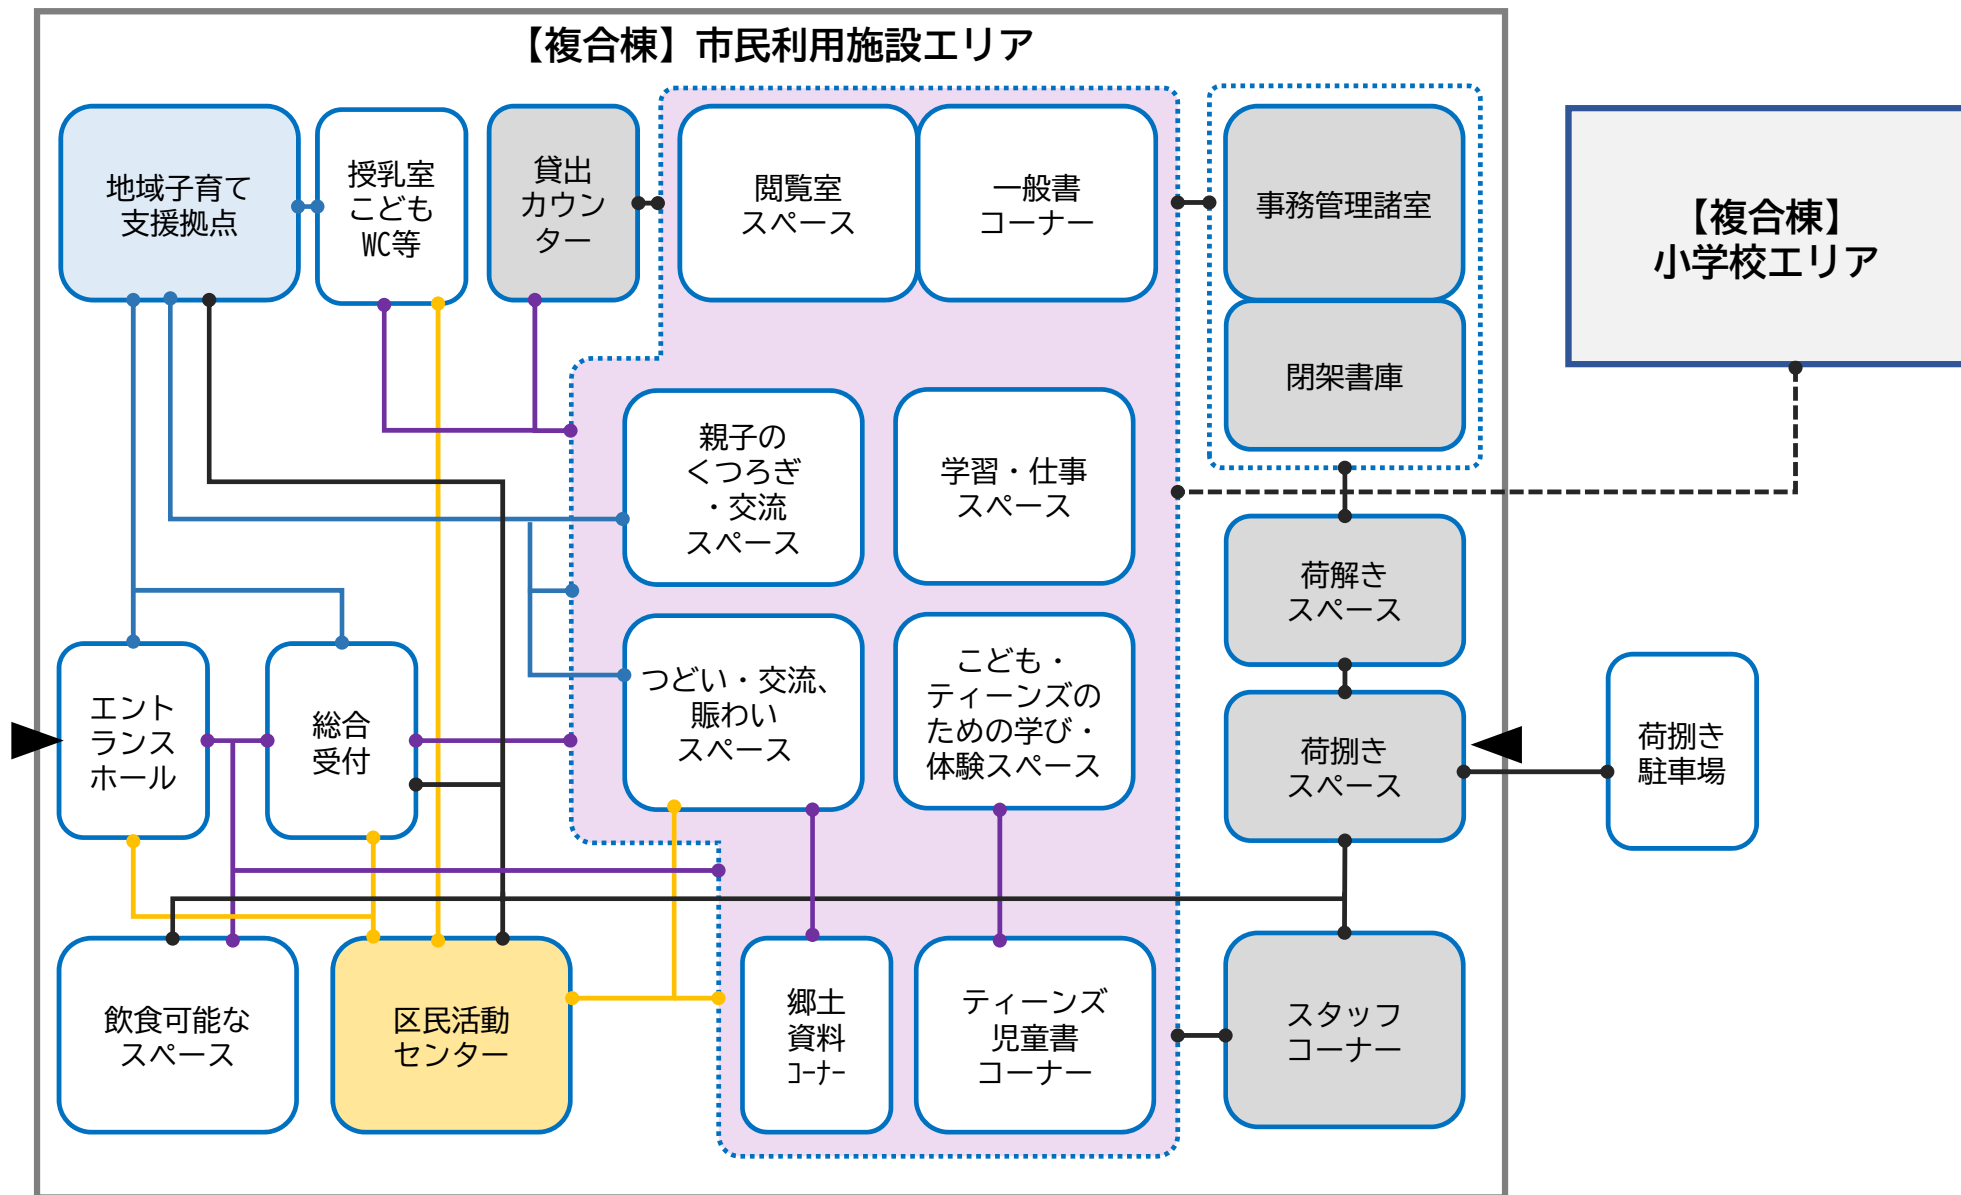 【複合棟】市民利用施設エリア
地域子育て
支援拠点
授乳室
こども
WC等
貸出
カウン
ター
閲覧室
スペース
一般書
コーナー
事務管理諸室
閉架書庫
【複合棟】
小学校エリア
親子の
くつろぎ
・交流
スペース
学習・仕事
スペース
荷解き
スペース
エント
ランス
ホール
総合
受付
つどい・交流、
賑わい
スペース
こども・
ティーンズの
ための学び・
体験スペース
荷捌き
スペース
荷捌き
駐車場
飲食可能な
スペース
区民活動
センター
郷土
資料
ｺｰﾅｰ
ティーンズ
児童書
コーナー
スタッフ
コーナー